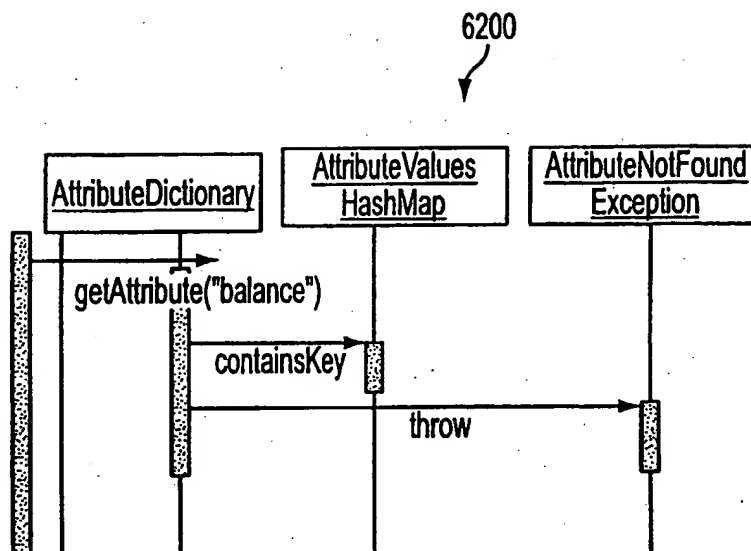 6200
AttributeDictionary
AttributeValues
HashMap
AttributeNotFound
Exception
getAttribute("balance")
containsKey
throw